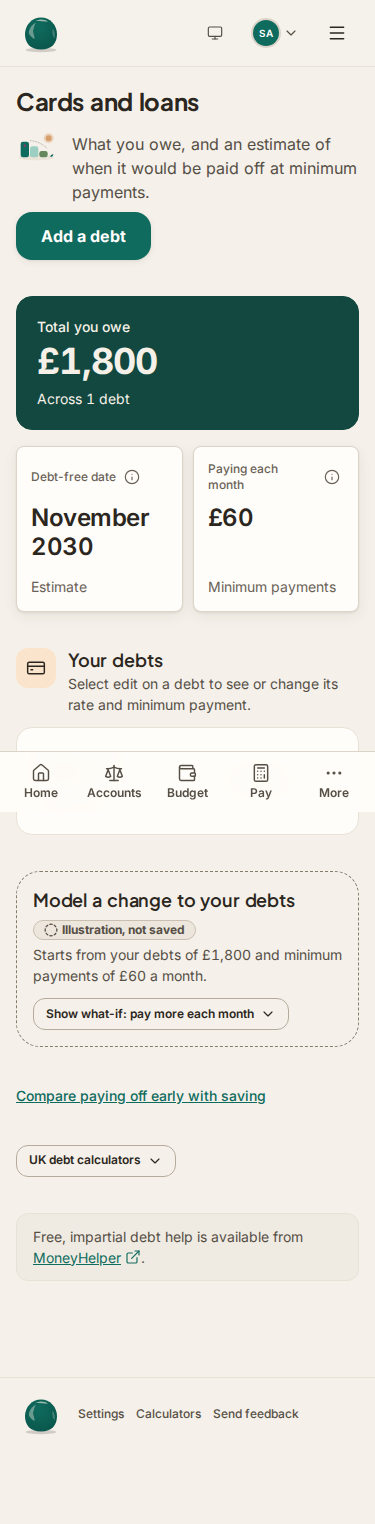 SA
Cards and loans
What you owe, and an estimate of
when it would be paid off at minimum
payments.
Add a debt
Total you owe
£1,800
Across 1 debt
Debt-free date
November
2030
Estimate
Paying each
month
£60
Minimum payments
Your debts
Select edit on a debt to see or change its
rate and minimum payment.
Home
Accounts
Budget
Pay
More
Model a change to your debts
Illustration, not saved
Starts from your debts of £1,800 and minimum
payments of £60 a month.
Show what-if: pay more each month
Compare paying off early with saving
UK debt calculators
Free, impartial debt help is available from
MoneyHelper .
Settings
Calculators
Send feedback